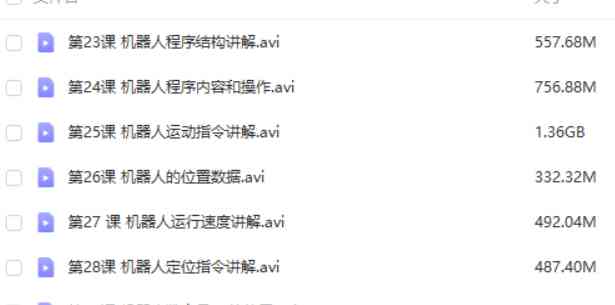 第23课 机器人程序结构讲解.avi 557.68M
第24课 机器人程序内容和操作.avi 756.88M
第25课 机器人运动指令讲解.avi 1.36GB
第26课 机器人的位置数据.avi 332.32M
第27 课 机器人运行速度讲解.avi 492.04M
第28课 机器人定位指令讲解.avi 487.40M